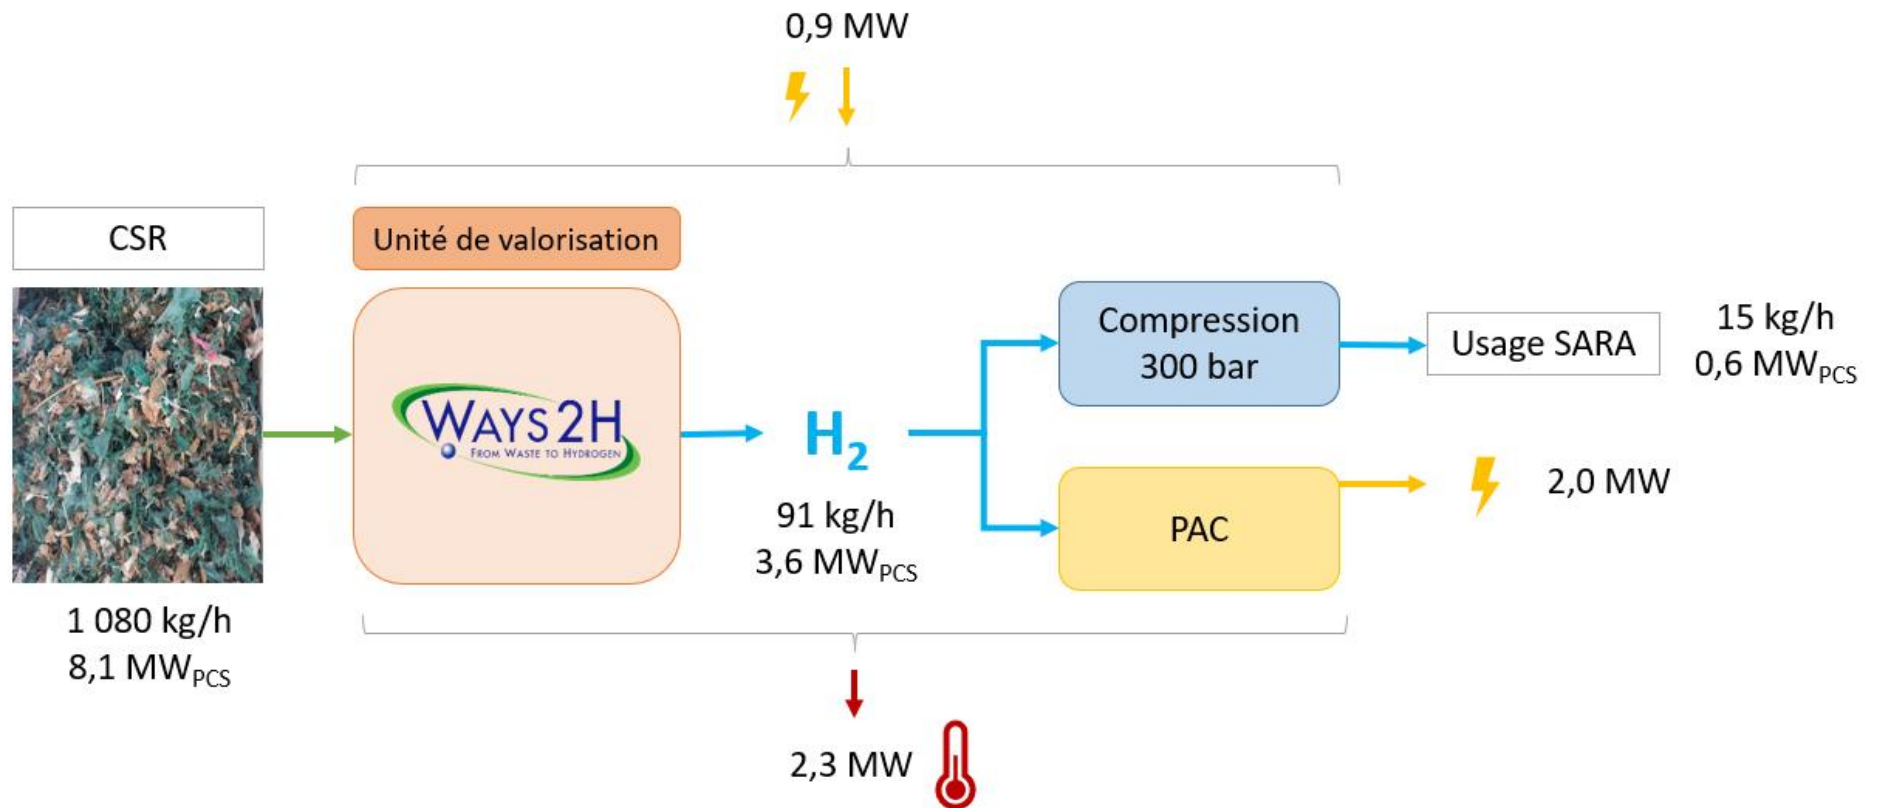 0,9 MW
CSR
Unité de valorisation
WAYS 2H
FROM WASTE TO HYDROGEN
1 080 kg/h
8,1 MWPCS
H2
91 kg/h
3,6 MWPCS
Compression
300 bar
Usage SARA
15 kg/h
0,6 MWPCS
PAC
2,0 MW
2,3 MW